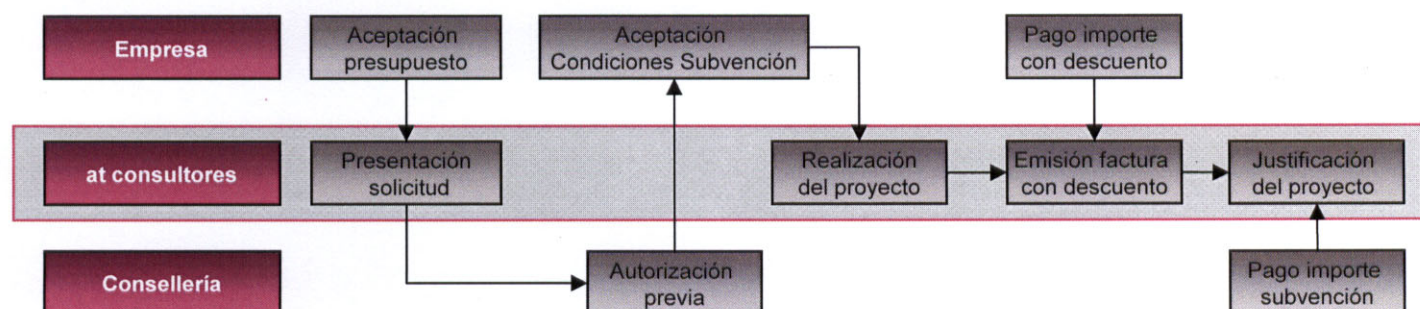 Empresa
Aceptación
presupuesto
Aceptación
Condiciones Subvención
Pago importe
con descuento
at consultores
Presentación
solicitud
Realización
del proyecto
Emisión factura
con descuento
Justificación
del proyecto
Consellería
Autorización
previa
Pago importe
subvención